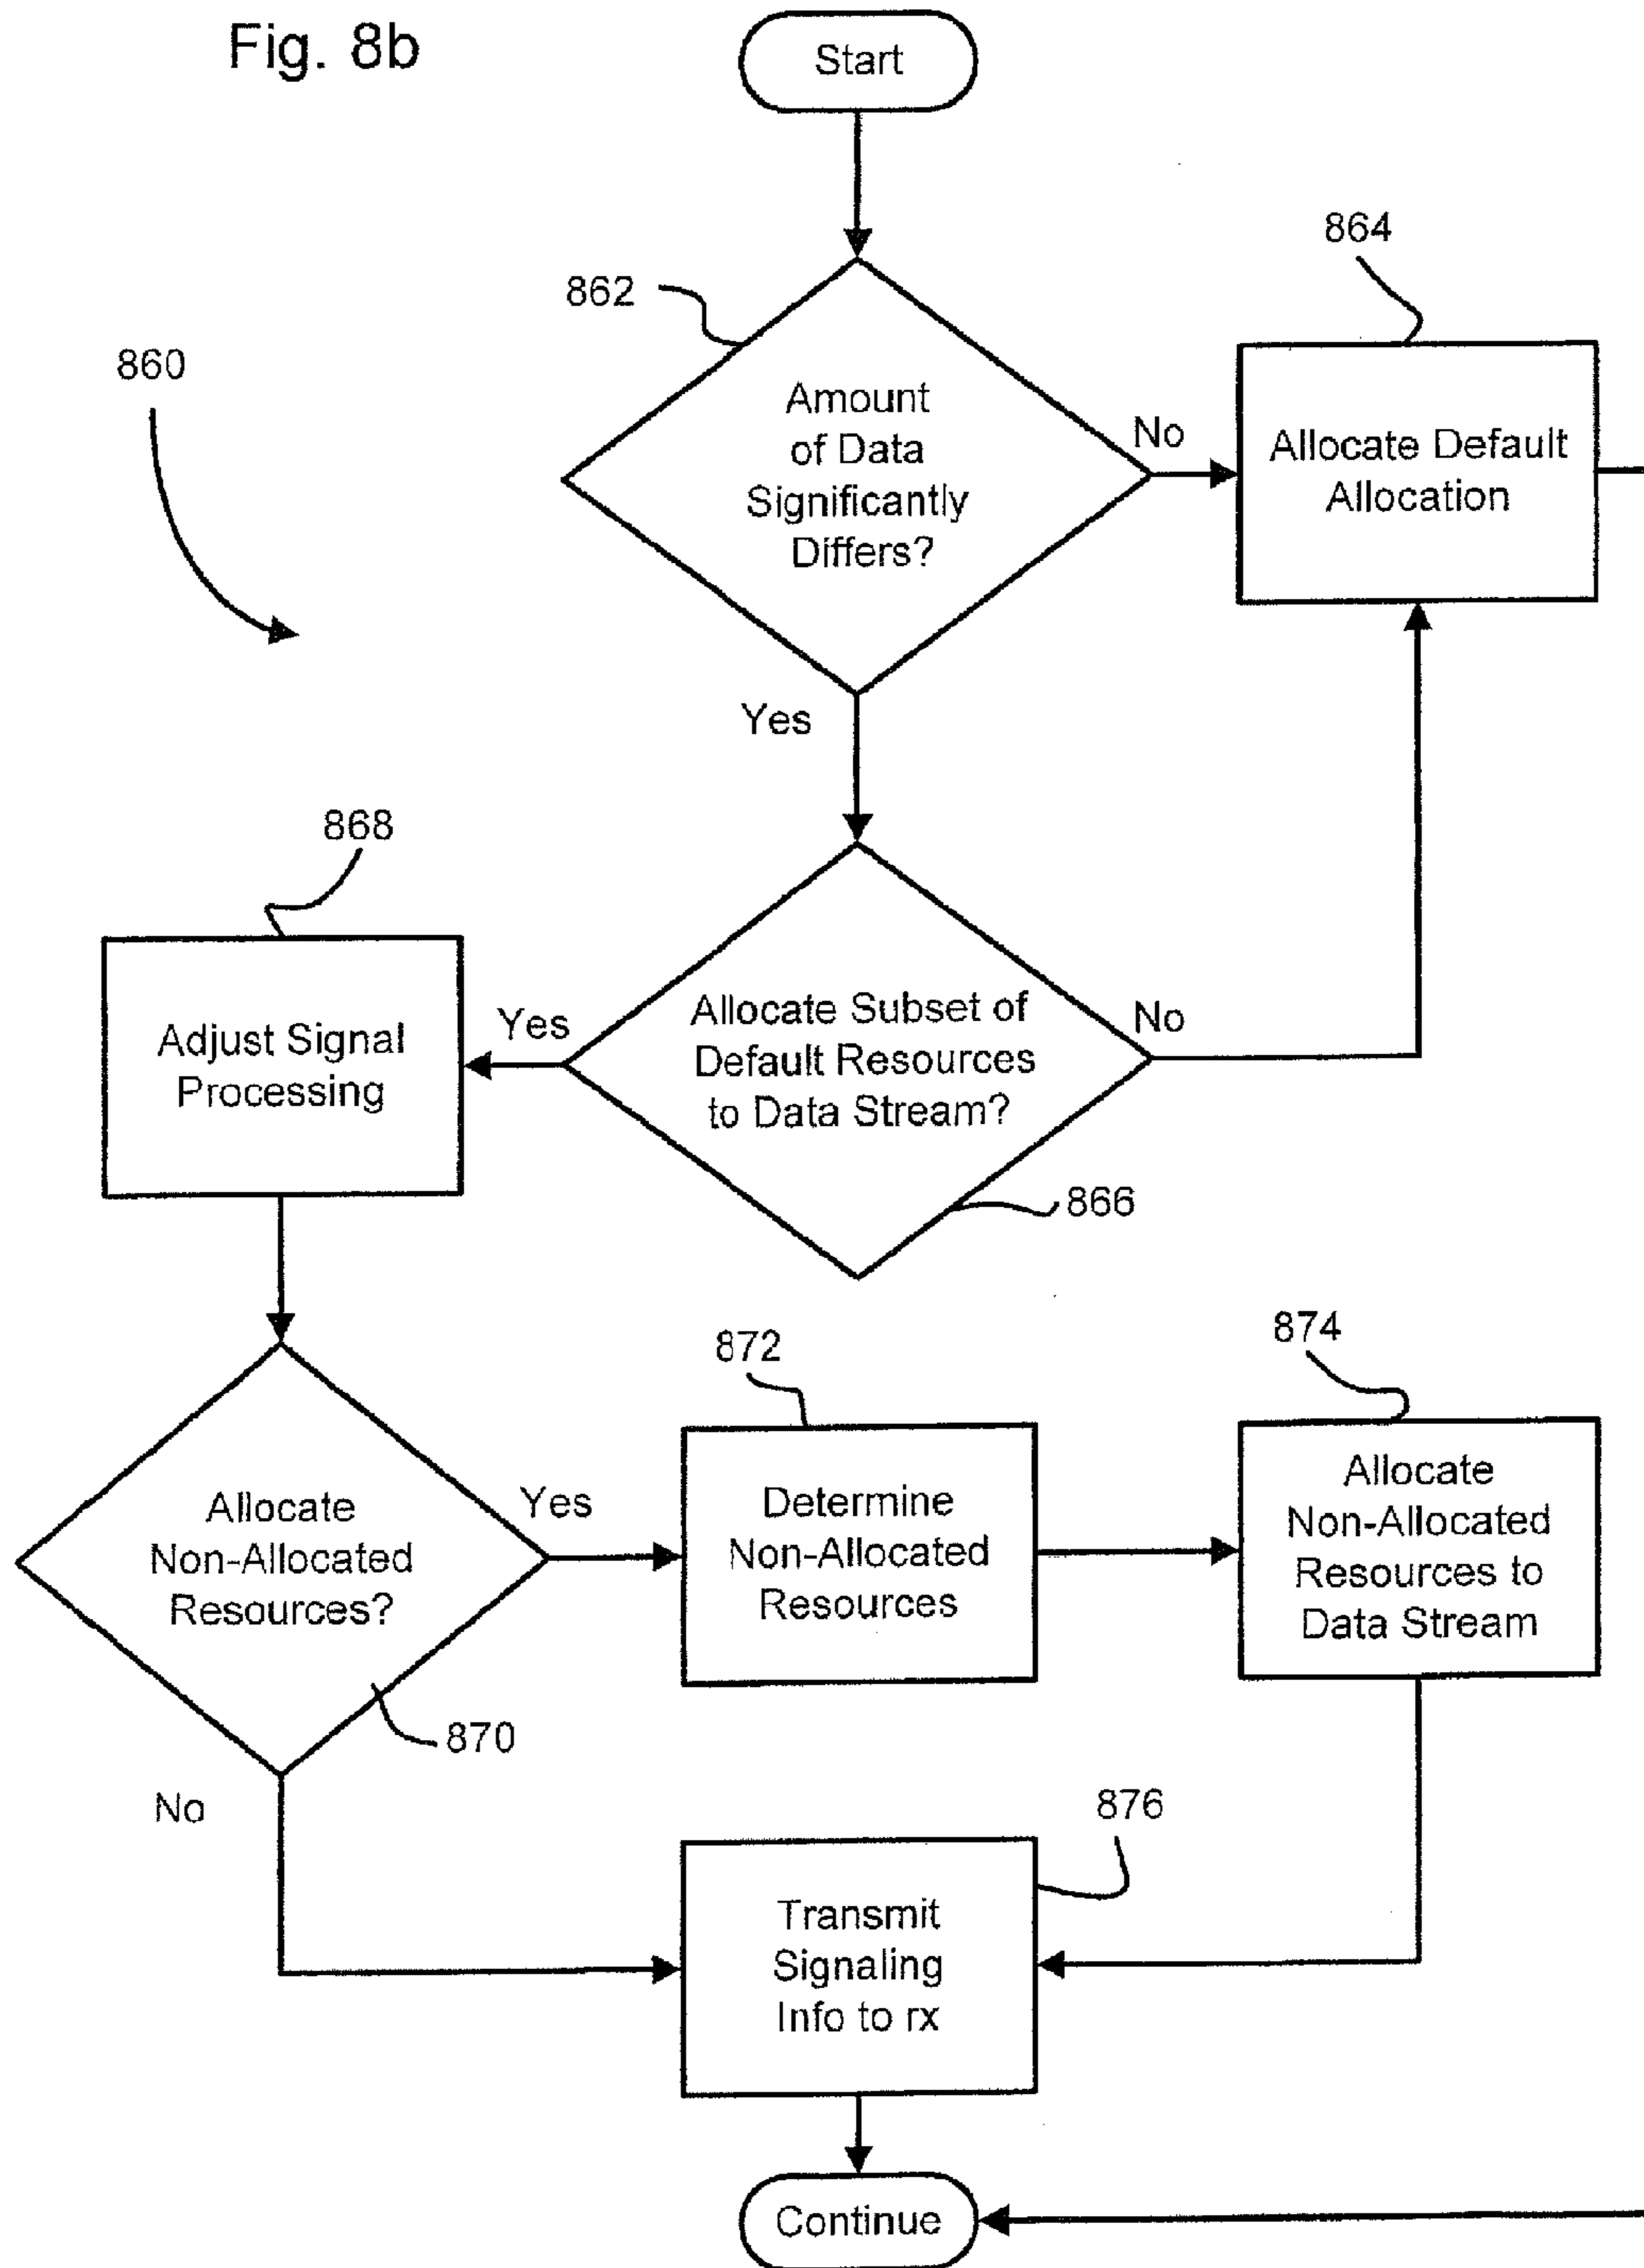 Fig. 8b
Start
864
862
860
Amount
of Data
Significantly
Differs?
No
Allocate Default
Allocation
Yes
868
Adjust Signal
Processing
Yes
Allocate Subset of
Default Resources
to Data Stream?
No
866
872
874
Allocate
Non-Allocated
Resources?
Yes
Determine
Non-Allocated
Resources
Allocate
Non-Allocated
Resources to
Data Stream
870
No
876
Transmit
Signaling
Info to rx
Continue